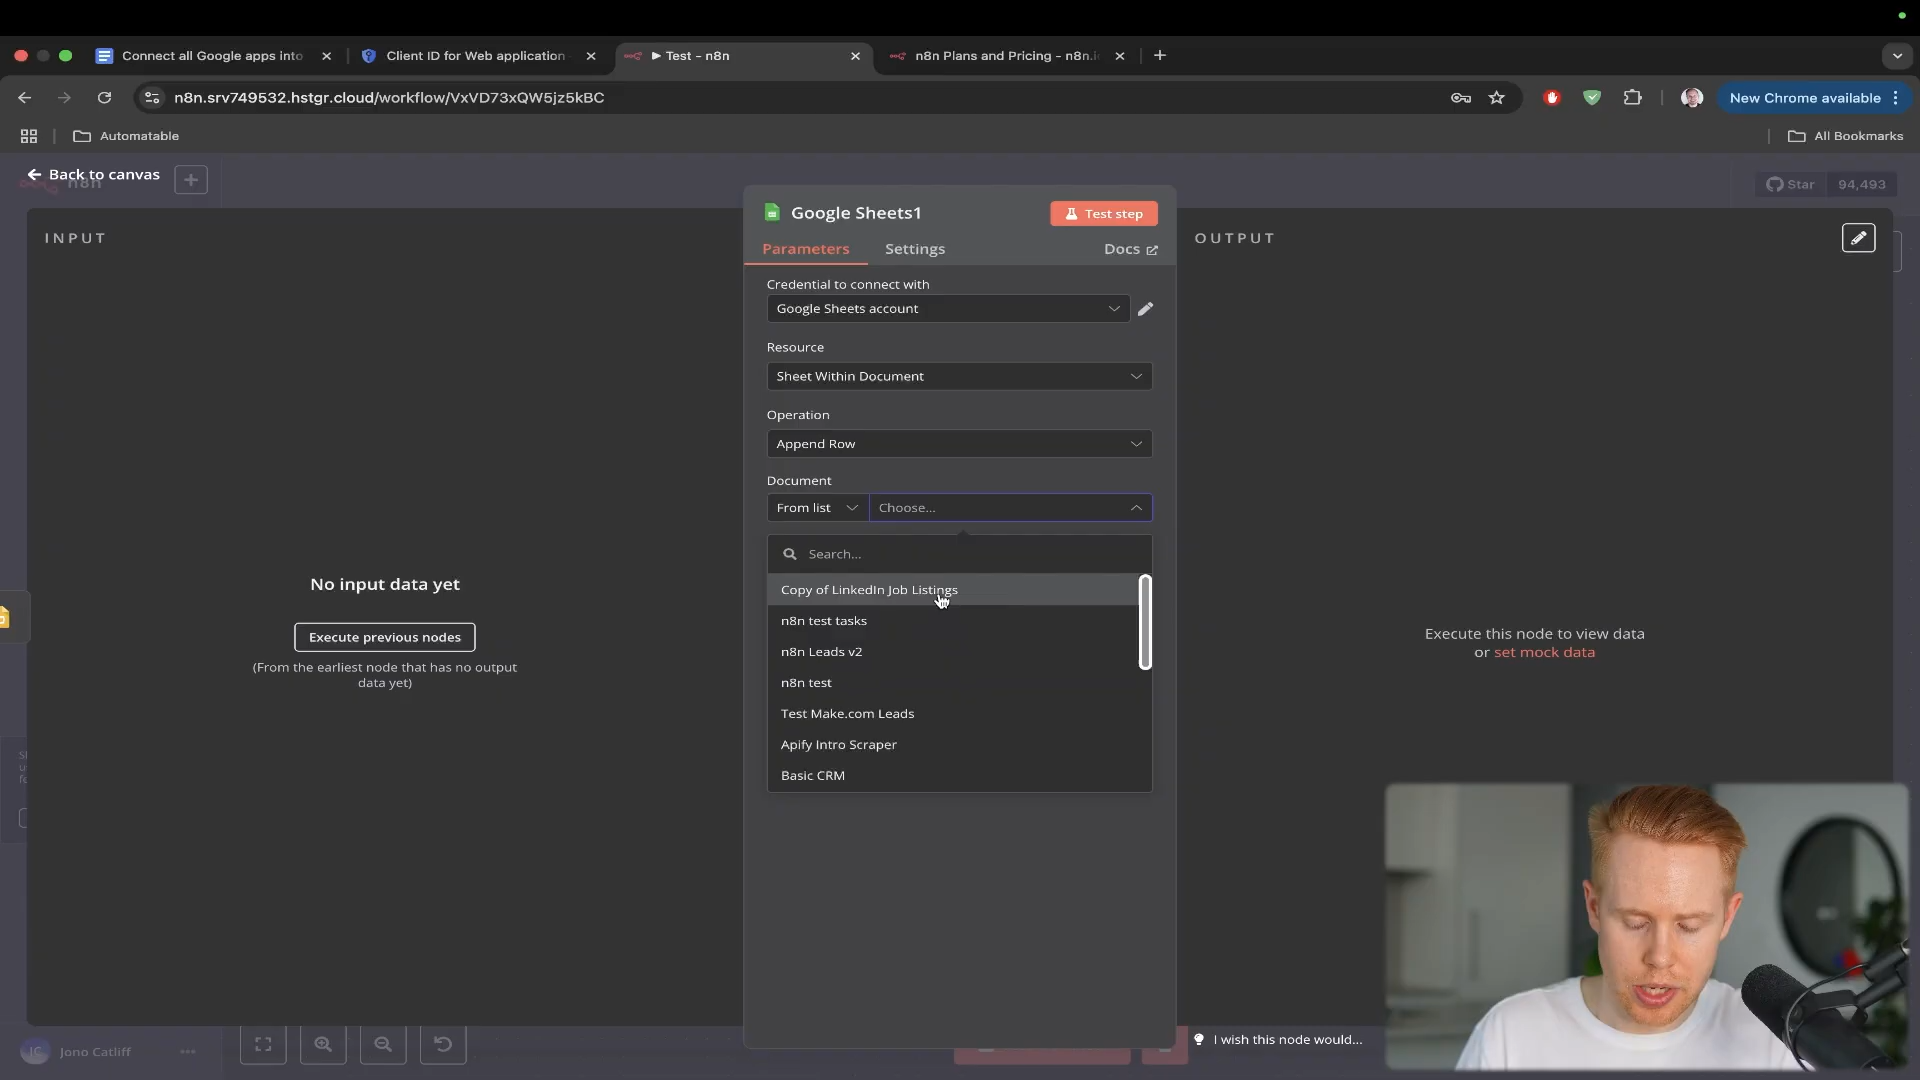 Connect all Google apps into
Client ID for Web application
▶ Test - n8n
n8n Plans and Pricing - n8n.i
n8n.srv749532.hstgr.cloud/workflow/VxVD73xQW5jz5kBC
New Chrome available
Automatable
All Bookmarks
Back to canvas
n8n
Star 94,493
INPUT
Google Sheets1
Test step
OUTPUT
Parameters
Settings
Docs
Credential to connect with
Google Sheets account
Resource
Sheet Within Document
Operation
Append Row
Document
From list
Choose...
Search...
Copy of LinkedIn Job Listings
n8n test tasks
n8n Leads v2
n8n test
Test Make.com Leads
Apify Intro Scraper
Basic CRM
No input data yet
Execute previous nodes
(From the earliest node that has no output
data yet)
Execute this node to view data
or set mock data
JC
Jono Catliff
I wish this node would...